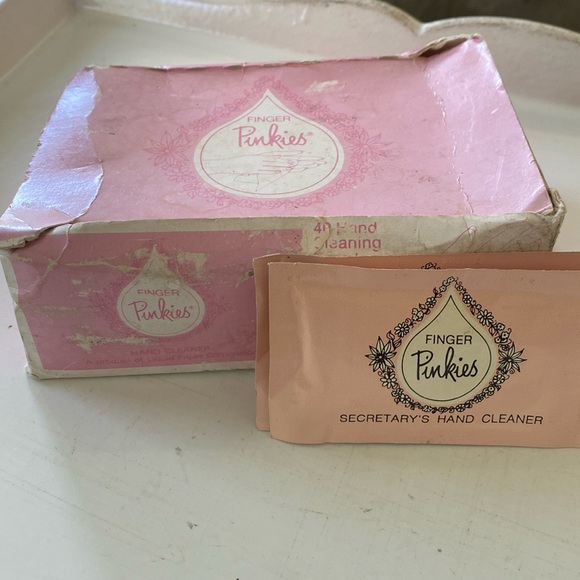 FINGER
Pinkies®
40 Hand
Cleaning
FINGER
Pinkies
HAND CLEANER
FINGER
Pinkies
SECRETARY'S HAND CLEANER